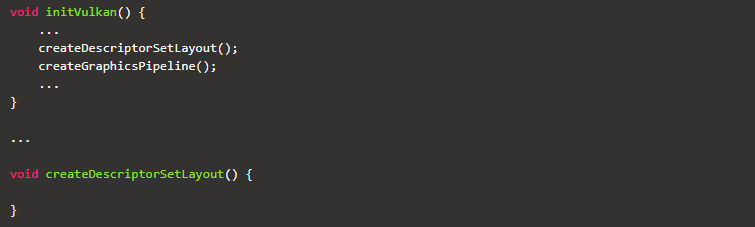 void initVulkan() {
    ...
    createDescriptorSetLayout();
    createGraphicsPipeline();
    ...
}
...
void createDescriptorSetLayout() {
}